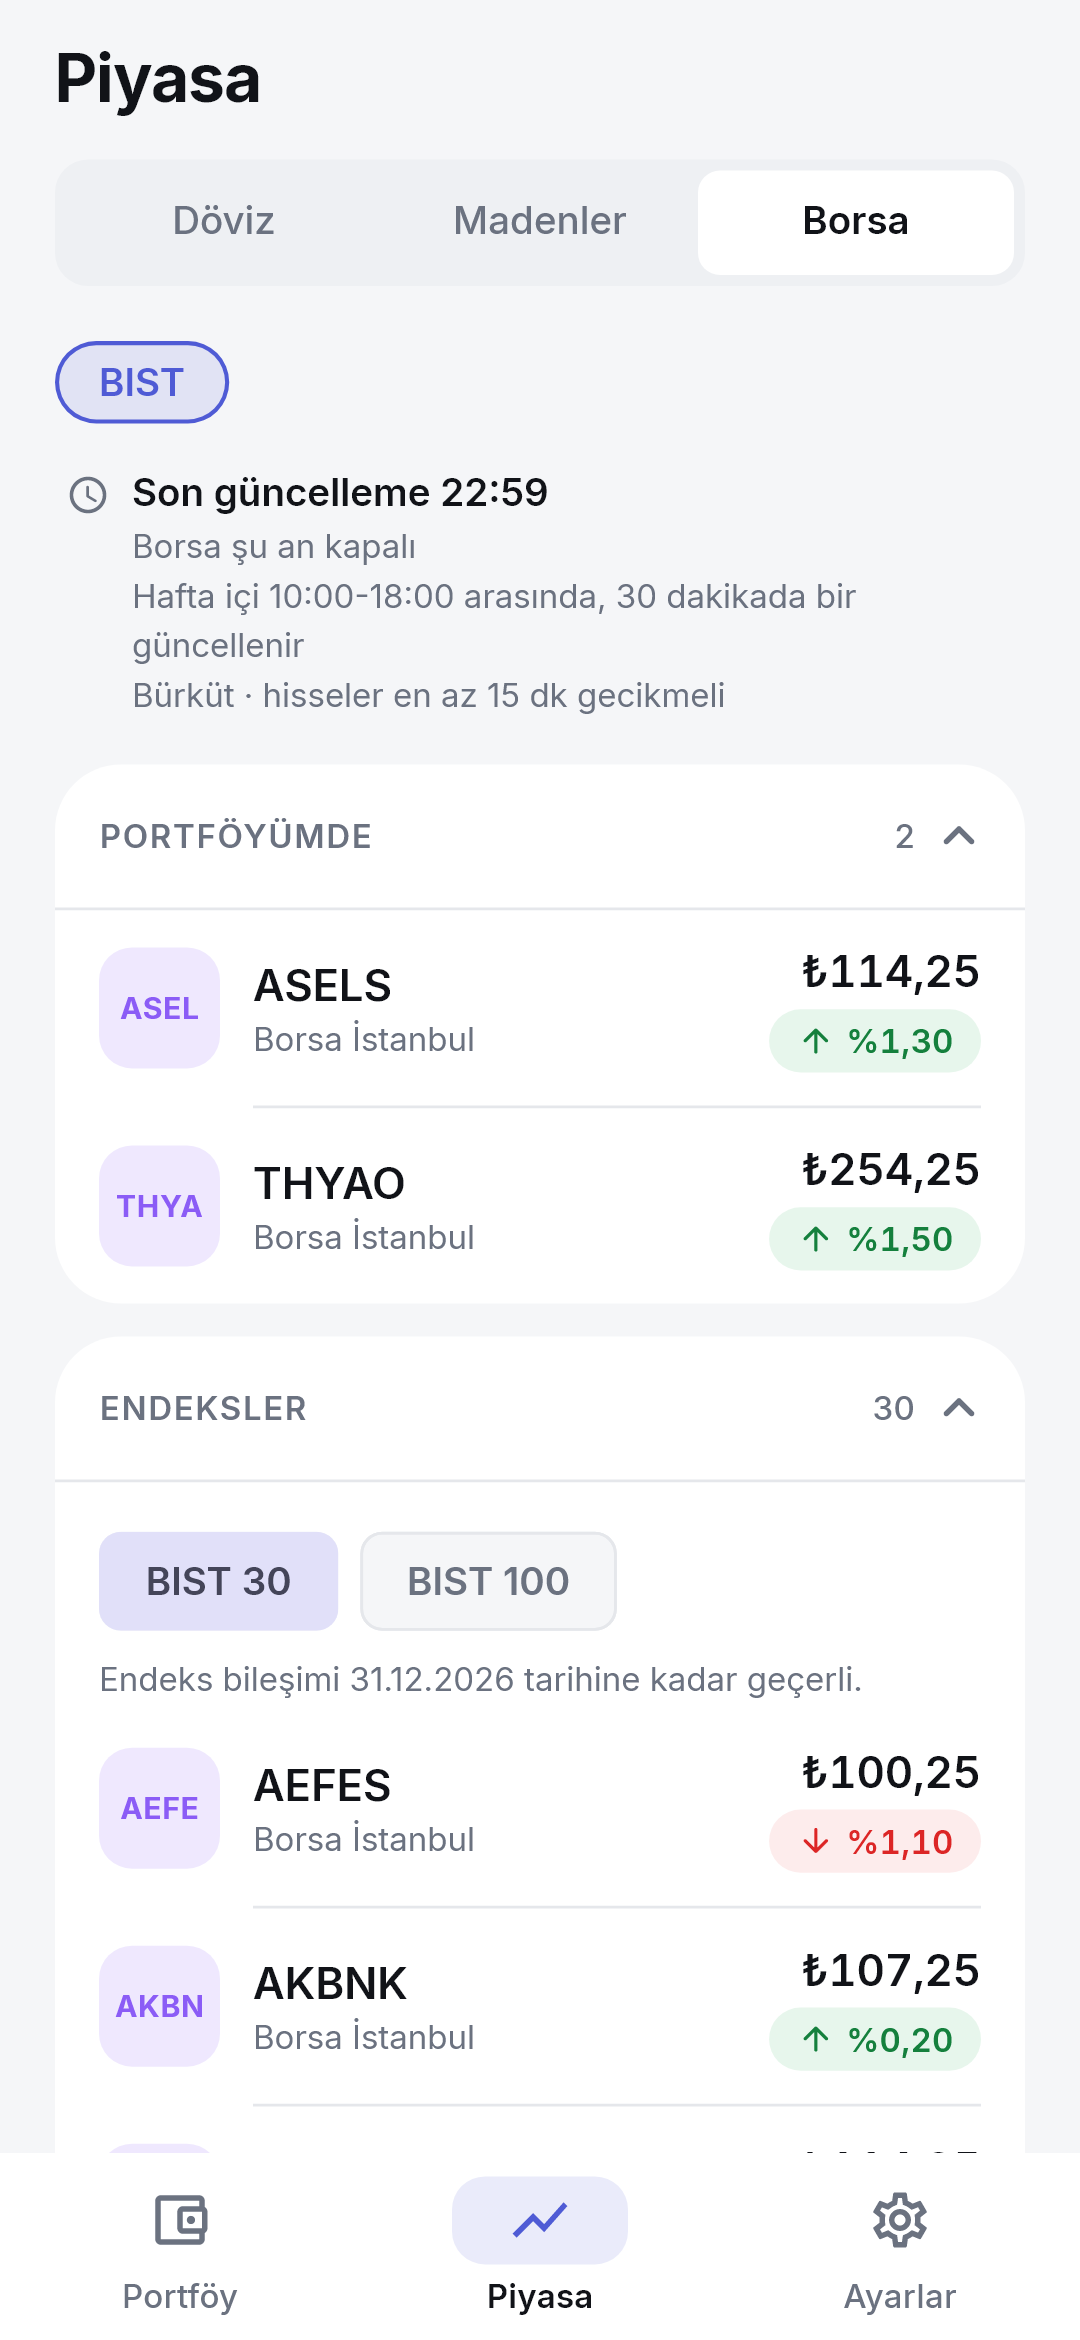 Piyasa
Döviz
Madenler
Borsa
BIST
Son güncelleme 22:59
Borsa şu an kapalı
Hafta içi 10:00-18:00 arasında, 30 dakikada bir
güncellenir
Bürküt · hisseler en az 15 dk gecikmeli
PORTFÖYÜMDE
2
ASEL
ASELS
Borsa İstanbul
₺114,25
%1,30
THYA
THYAO
Borsa İstanbul
₺254,25
%1,50
ENDEKSLER
30
BIST 30
BIST 100
Endeks bileşimi 31.12.2026 tarihine kadar geçerli.
AEFE
AEFES
Borsa İstanbul
₺100,25
%1,10
AKBN
AKBNK
Borsa İstanbul
₺107,25
%0,20
Portföy
Piyasa
Ayarlar